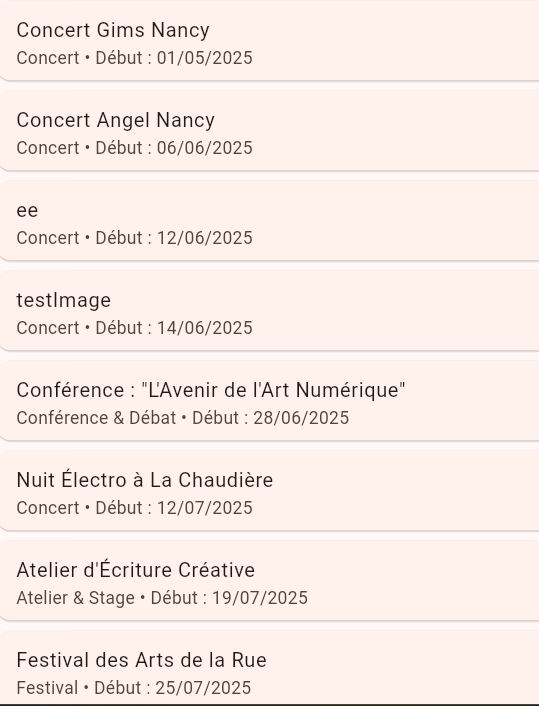 Concert Gims Nancy
Concert • Début : 01/05/2025
Concert Angel Nancy
Concert • Début : 06/06/2025
ee
Concert • Début : 12/06/2025
testImage
Concert • Début : 14/06/2025
Conférence : "L'Avenir de l'Art Numérique"
Conférence & Débat • Début : 28/06/2025
Nuit Électro à La Chaudière
Concert • Début : 12/07/2025
Atelier d'Écriture Créative
Atelier & Stage • Début : 19/07/2025
Festival des Arts de la Rue
Festival • Début : 25/07/2025